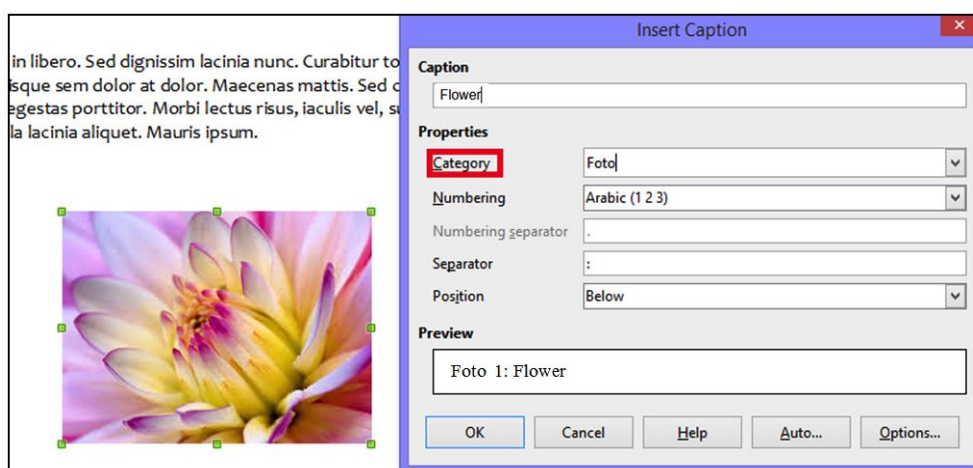 in libero. Sed dignissim lacinia nunc. Curabitur to
isque sem dolor at dolor. Maecenas mattis. Sed
egestas porttitor. Morbi lectus risus, iaculis vel,
la lacinia aliquet. Mauris ipsum.
Insert Caption
Caption
Flower
Properties
Category Foto
Numbering Arabic (1 2 3)
Numbering separator .
Separator :
Position Below
Preview
Foto 1: Flower
OK Cancel Help Auto... Options...